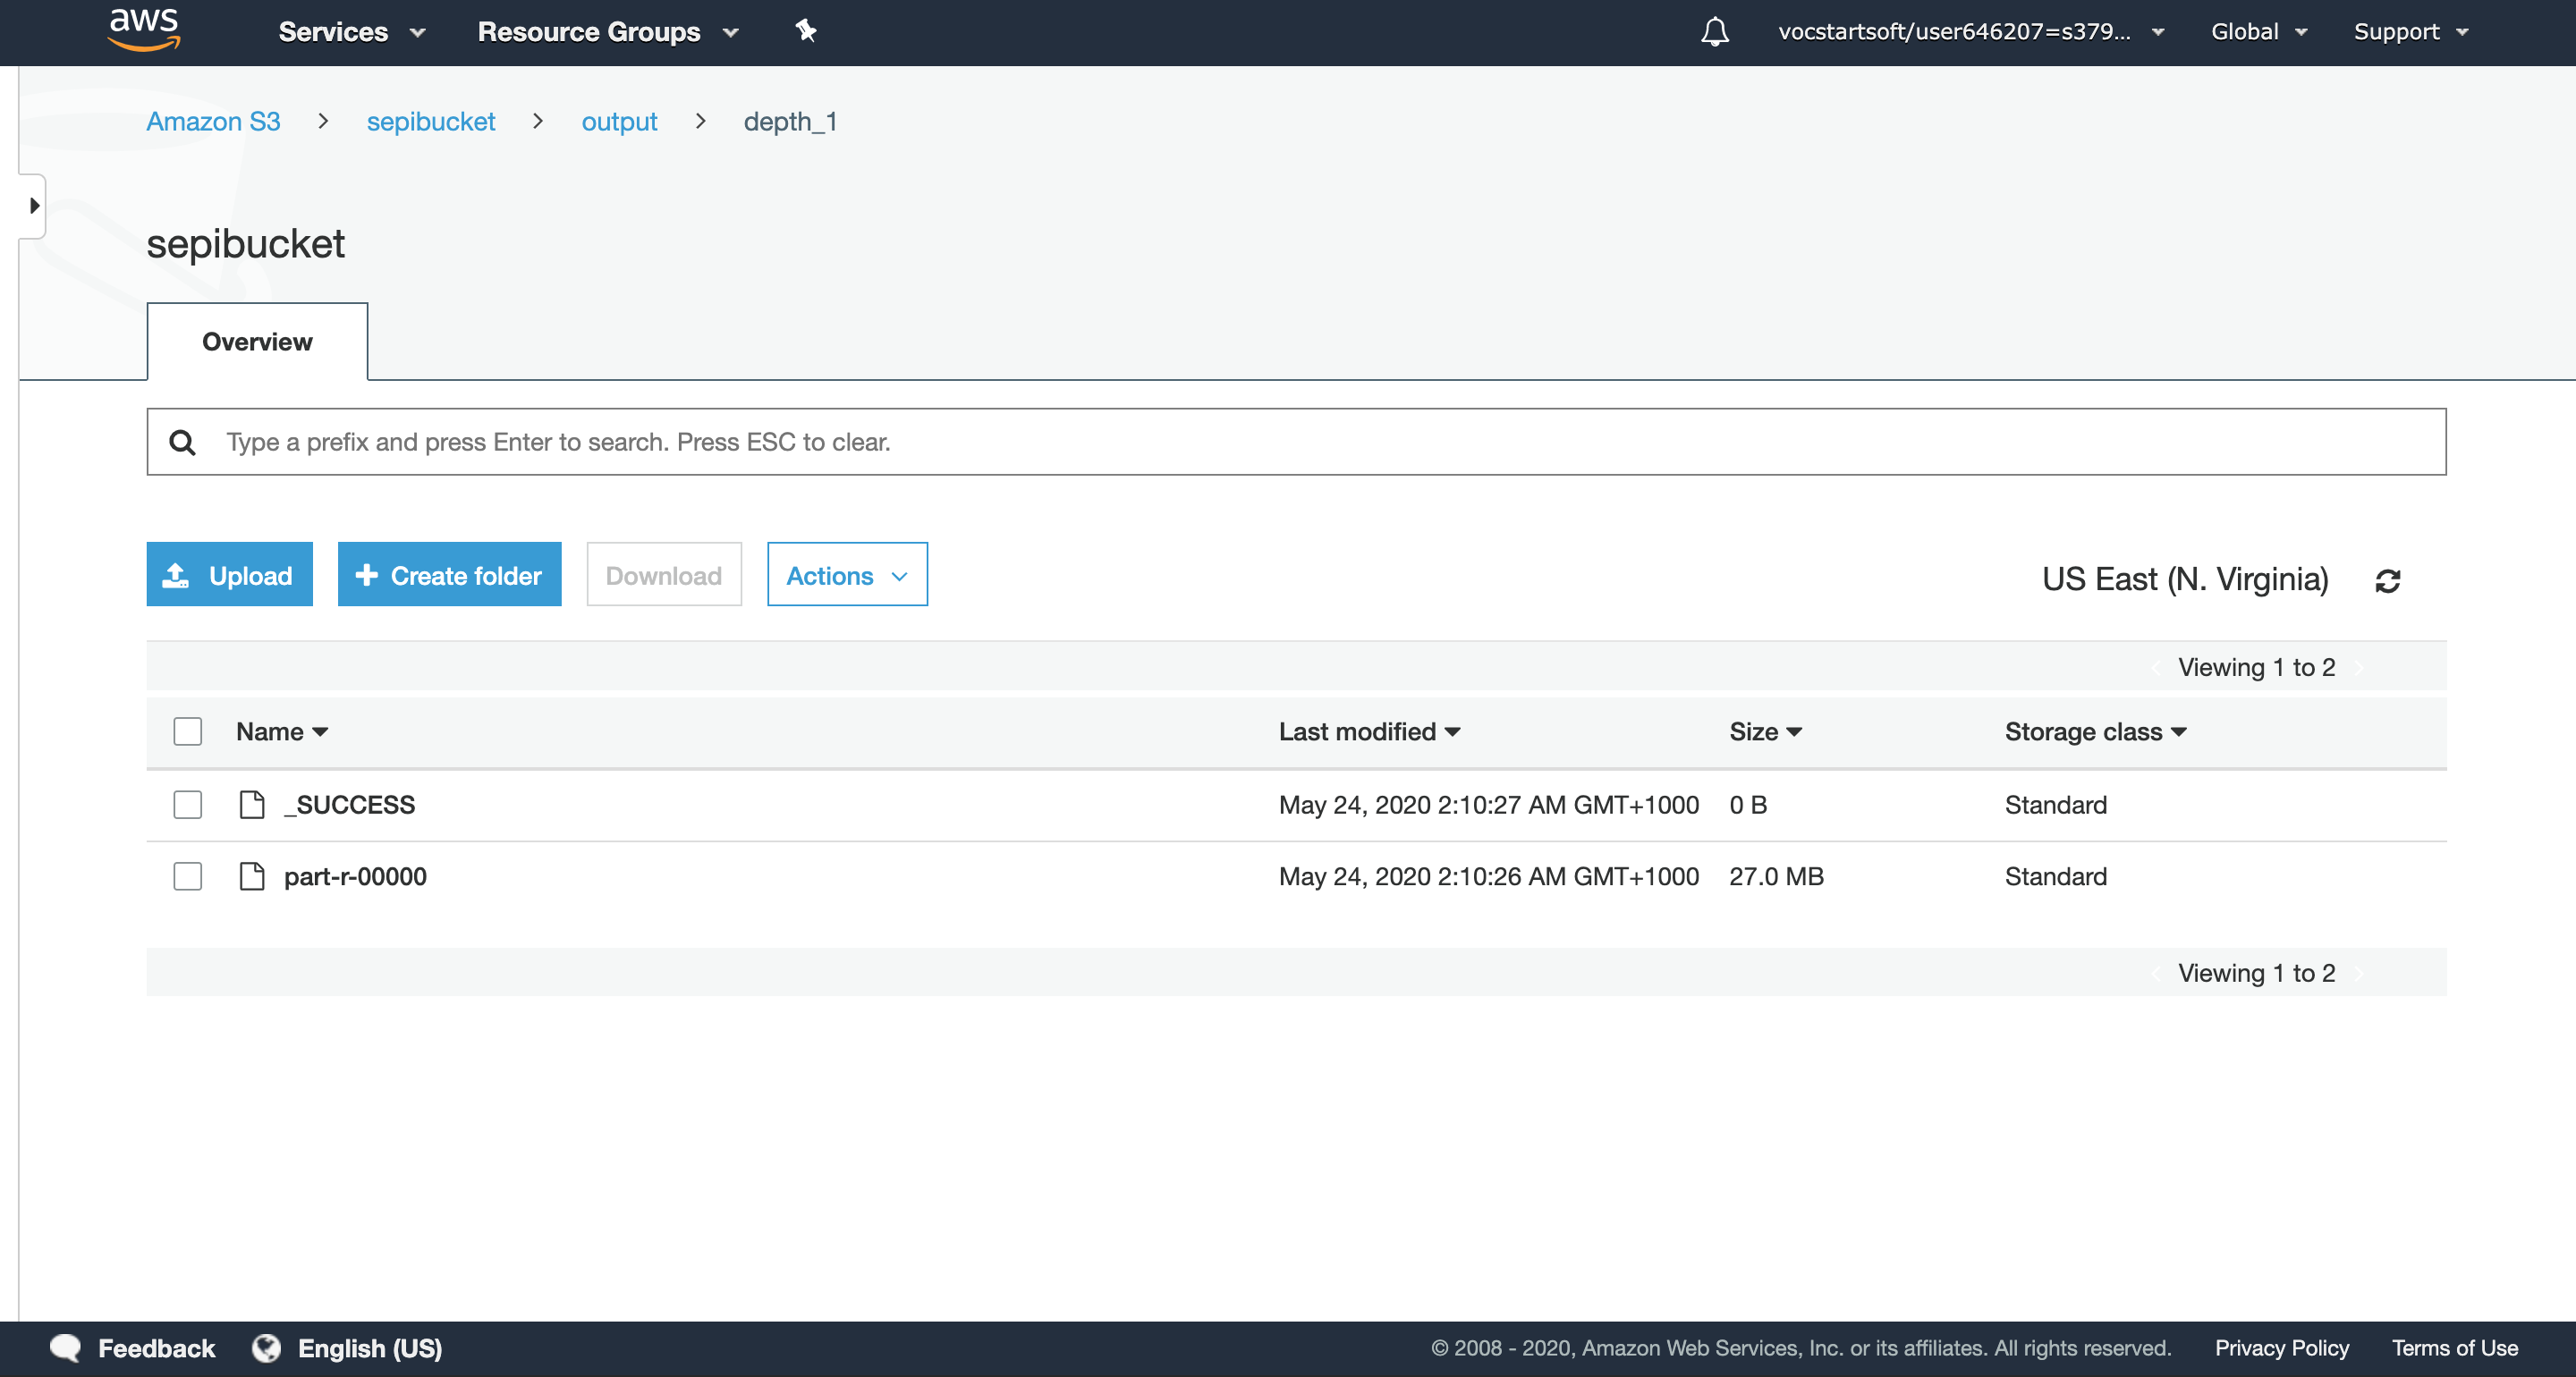 aws Services Resource Groups vocstartsoft/user646207=s379... Global Support
Amazon S3 > sepibucket > output > depth_1
sepibucket
Overview
Type a prefix and press Enter to search. Press ESC to clear.
Upload Create folder Download Actions US East (N. Virginia)
Viewing 1 to 2
Name Last modified Size Storage class
_SUCCESS May 24, 2020 2:10:27 AM GMT+1000 0 B Standard
part-r-00000 May 24, 2020 2:10:26 AM GMT+1000 27.0 MB Standard
Viewing 1 to 2
Feedback English (US) © 2008 - 2020, Amazon Web Services, Inc. or its affiliates. All rights reserved. Privacy Policy Terms of Use